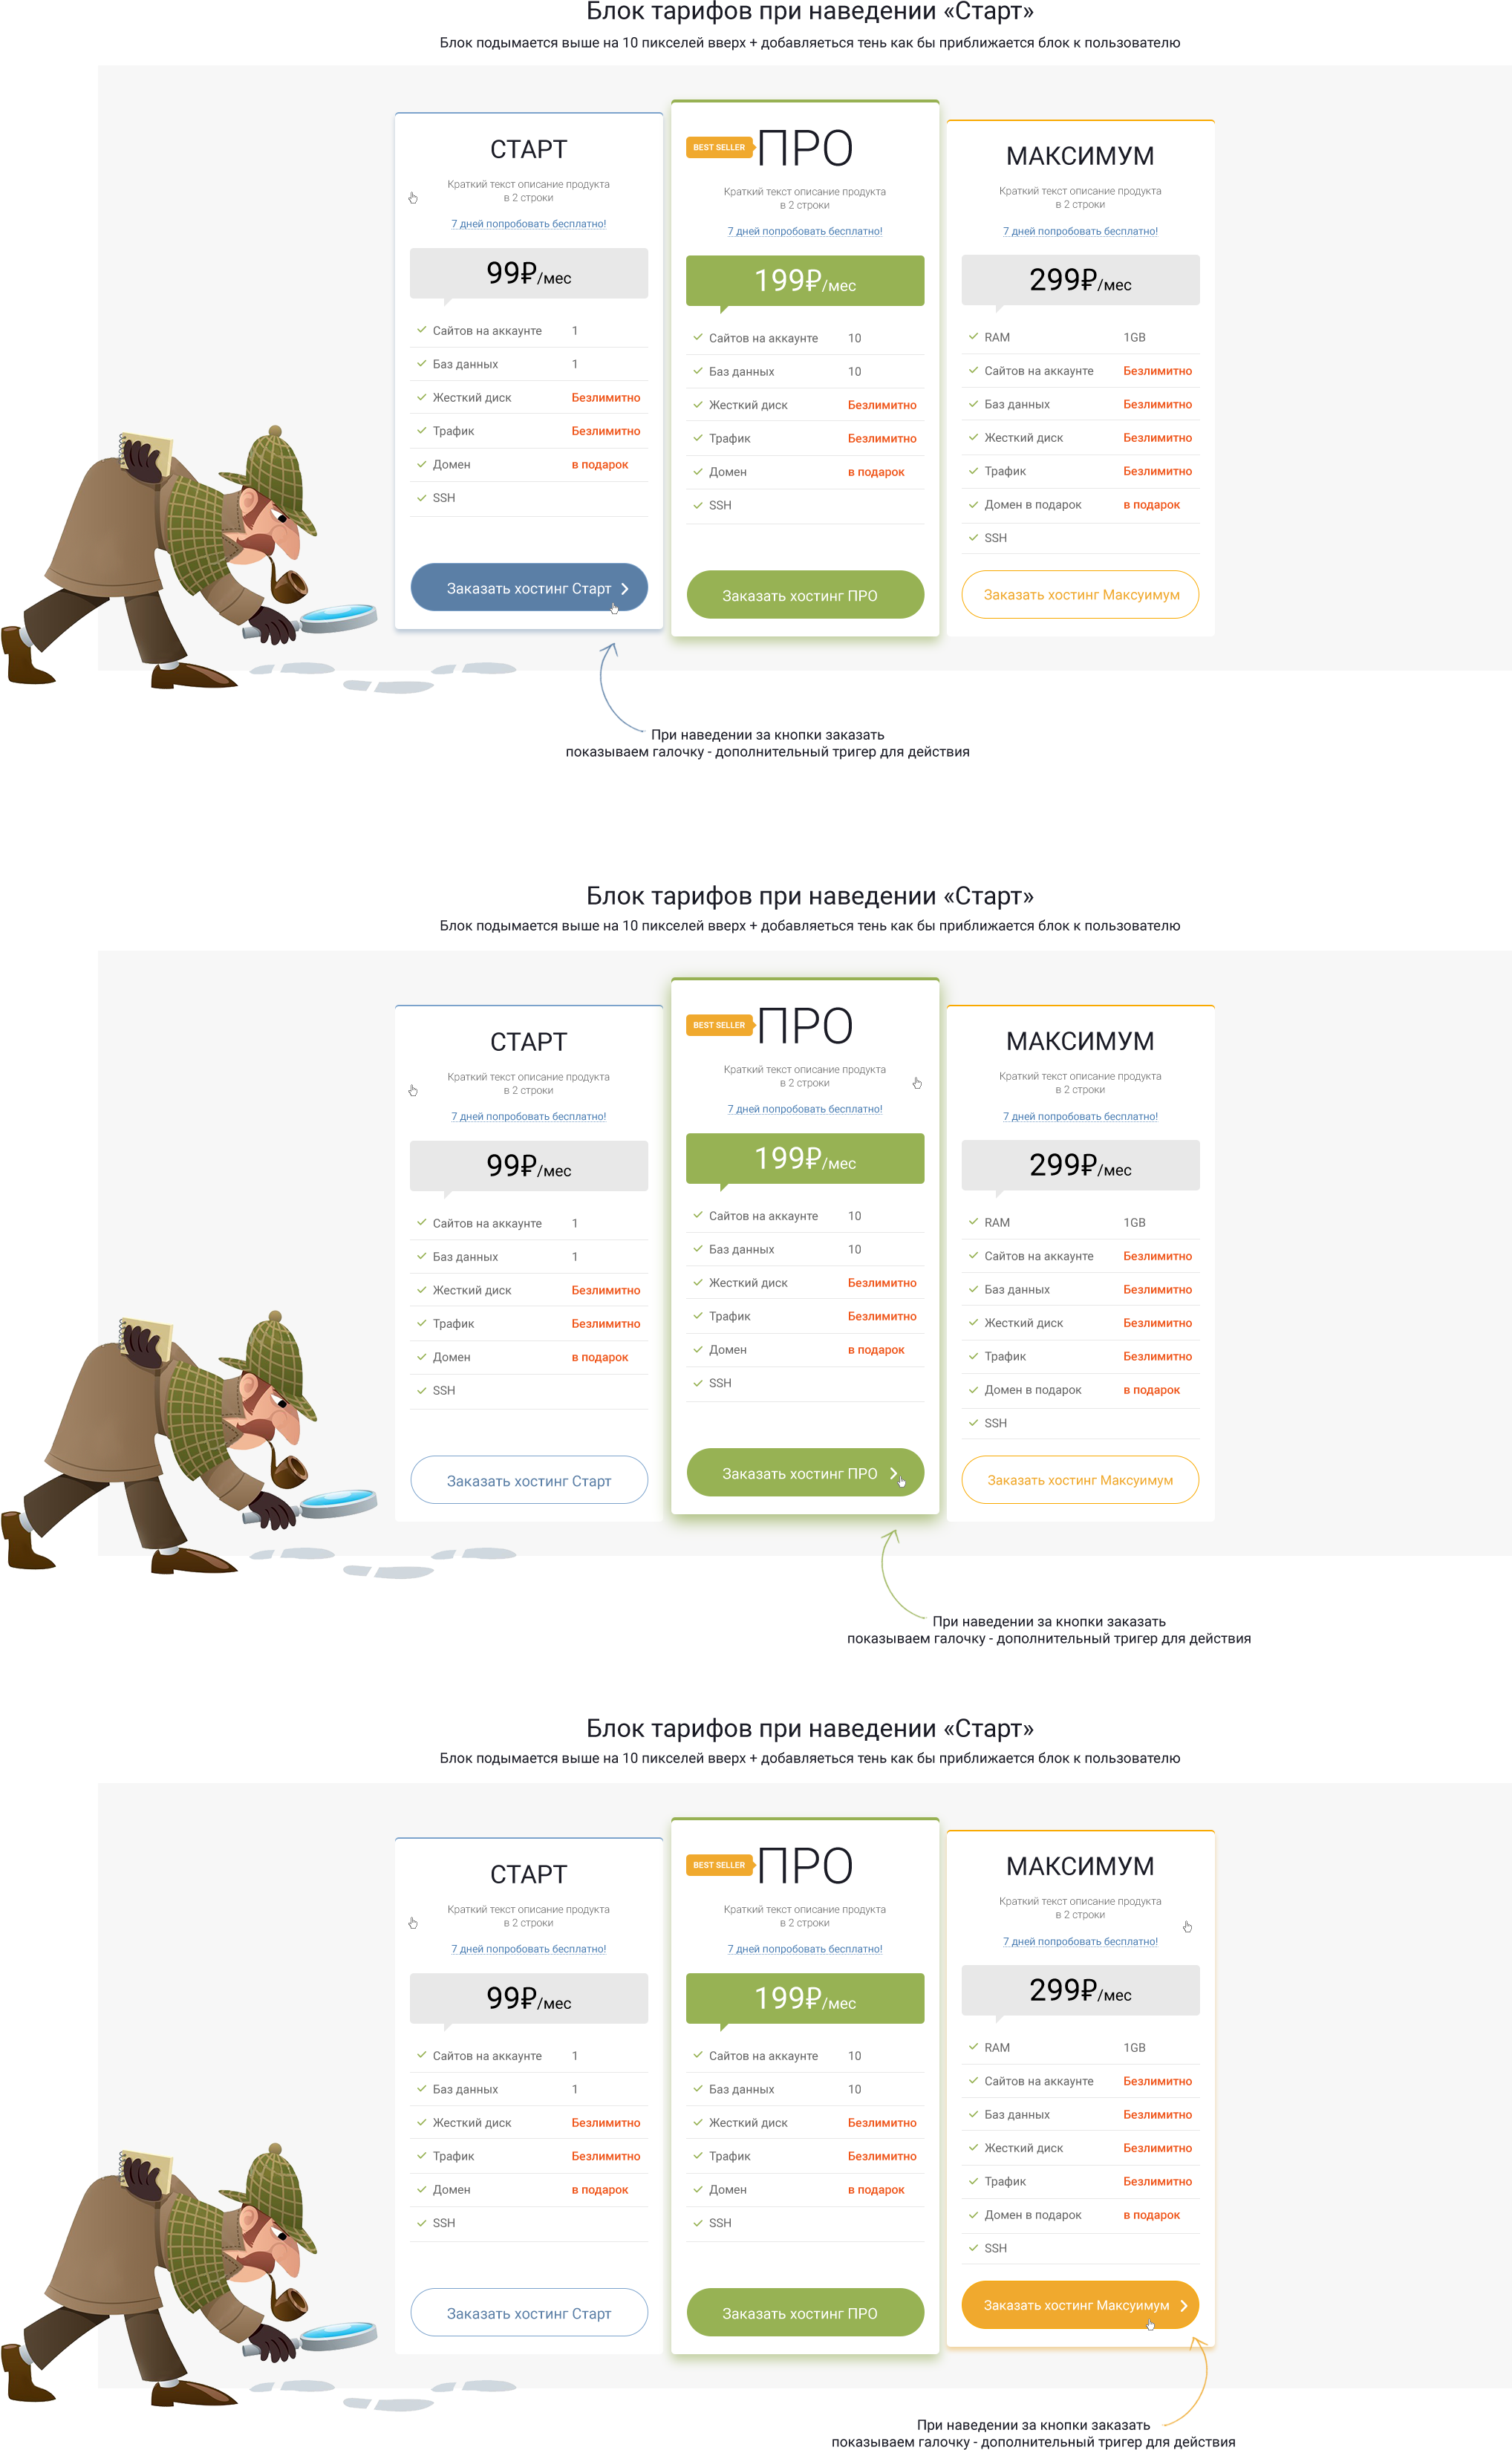 Блок тарифов при наведении «Старт»
Блок подымается выше на 10 пикселей вверх + добавляеться тень как бы приближается блок к пользователю
СТАРТ
Краткий текст описание продукта
в 2 строки
7 дней попробовать бесплатно!
99₽/мес
Сайтов на аккаунте 1
Баз данных 1
Жесткий диск Безлимитно
Трафик Безлимитно
Домен в подарок
SSH
Заказать хостинг Старт
BEST SELLER
ПРО
Краткий текст описание продукта
в 2 строки
7 дней попробовать бесплатно!
199₽/мес
Сайтов на аккаунте 10
Баз данных 10
Жесткий диск Безлимитно
Трафик Безлимитно
Домен в подарок
SSH
Заказать хостинг ПРО
МАКСИМУМ
Краткий текст описание продукта
в 2 строки
7 дней попробовать бесплатно!
299₽/мес
RAM 1GB
Сайтов на аккаунте Безлимитно
Баз данных Безлимитно
Жесткий диск Безлимитно
Трафик Безлимитно
Домен в подарок в подарок
SSH
Заказать хостинг Максуимум
При наведении за кнопки заказать
показываем галочку - дополнительный тригер для действия
Блок тарифов при наведении «Старт»
Блок подымается выше на 10 пикселей вверх + добавляеться тень как бы приближается блок к пользователю
СТАРТ
Краткий текст описание продукта
в 2 строки
7 дней попробовать бесплатно!
99₽/мес
Сайтов на аккаунте 1
Баз данных 1
Жесткий диск Безлимитно
Трафик Безлимитно
Домен в подарок
SSH
Заказать хостинг Старт
BEST SELLER
ПРО
Краткий текст описание продукта
в 2 строки
7 дней попробовать бесплатно!
199₽/мес
Сайтов на аккаунте 10
Баз данных 10
Жесткий диск Безлимитно
Трафик Безлимитно
Домен в подарок
SSH
Заказать хостинг ПРО
МАКСИМУМ
Краткий текст описание продукта
в 2 строки
7 дней попробовать бесплатно!
299₽/мес
RAM 1GB
Сайтов на аккаунте Безлимитно
Баз данных Безлимитно
Жесткий диск Безлимитно
Трафик Безлимитно
Домен в подарок в подарок
SSH
Заказать хостинг Максуимум
При наведении за кнопки заказать
показываем галочку - дополнительный тригер для действия
Блок тарифов при наведении «Старт»
Блок подымается выше на 10 пикселей вверх + добавляеться тень как бы приближается блок к пользователю
СТАРТ
Краткий текст описание продукта
в 2 строки
7 дней попробовать бесплатно!
99₽/мес
Сайтов на аккаунте 1
Баз данных 1
Жесткий диск Безлимитно
Трафик Безлимитно
Домен в подарок
SSH
Заказать хостинг Старт
BEST SELLER
ПРО
Краткий текст описание продукта
в 2 строки
7 дней попробовать бесплатно!
199₽/мес
Сайтов на аккаунте 10
Баз данных 10
Жесткий диск Безлимитно
Трафик Безлимитно
Домен в подарок
SSH
Заказать хостинг ПРО
МАКСИМУМ
Краткий текст описание продукта
в 2 строки
7 дней попробовать бесплатно!
299₽/мес
RAM 1GB
Сайтов на аккаунте Безлимитно
Баз данных Безлимитно
Жесткий диск Безлимитно
Трафик Безлимитно
Домен в подарок в подарок
SSH
Заказать хостинг Максуимум
При наведении за кнопки заказать
показываем галочку - дополнительный тригер для действия